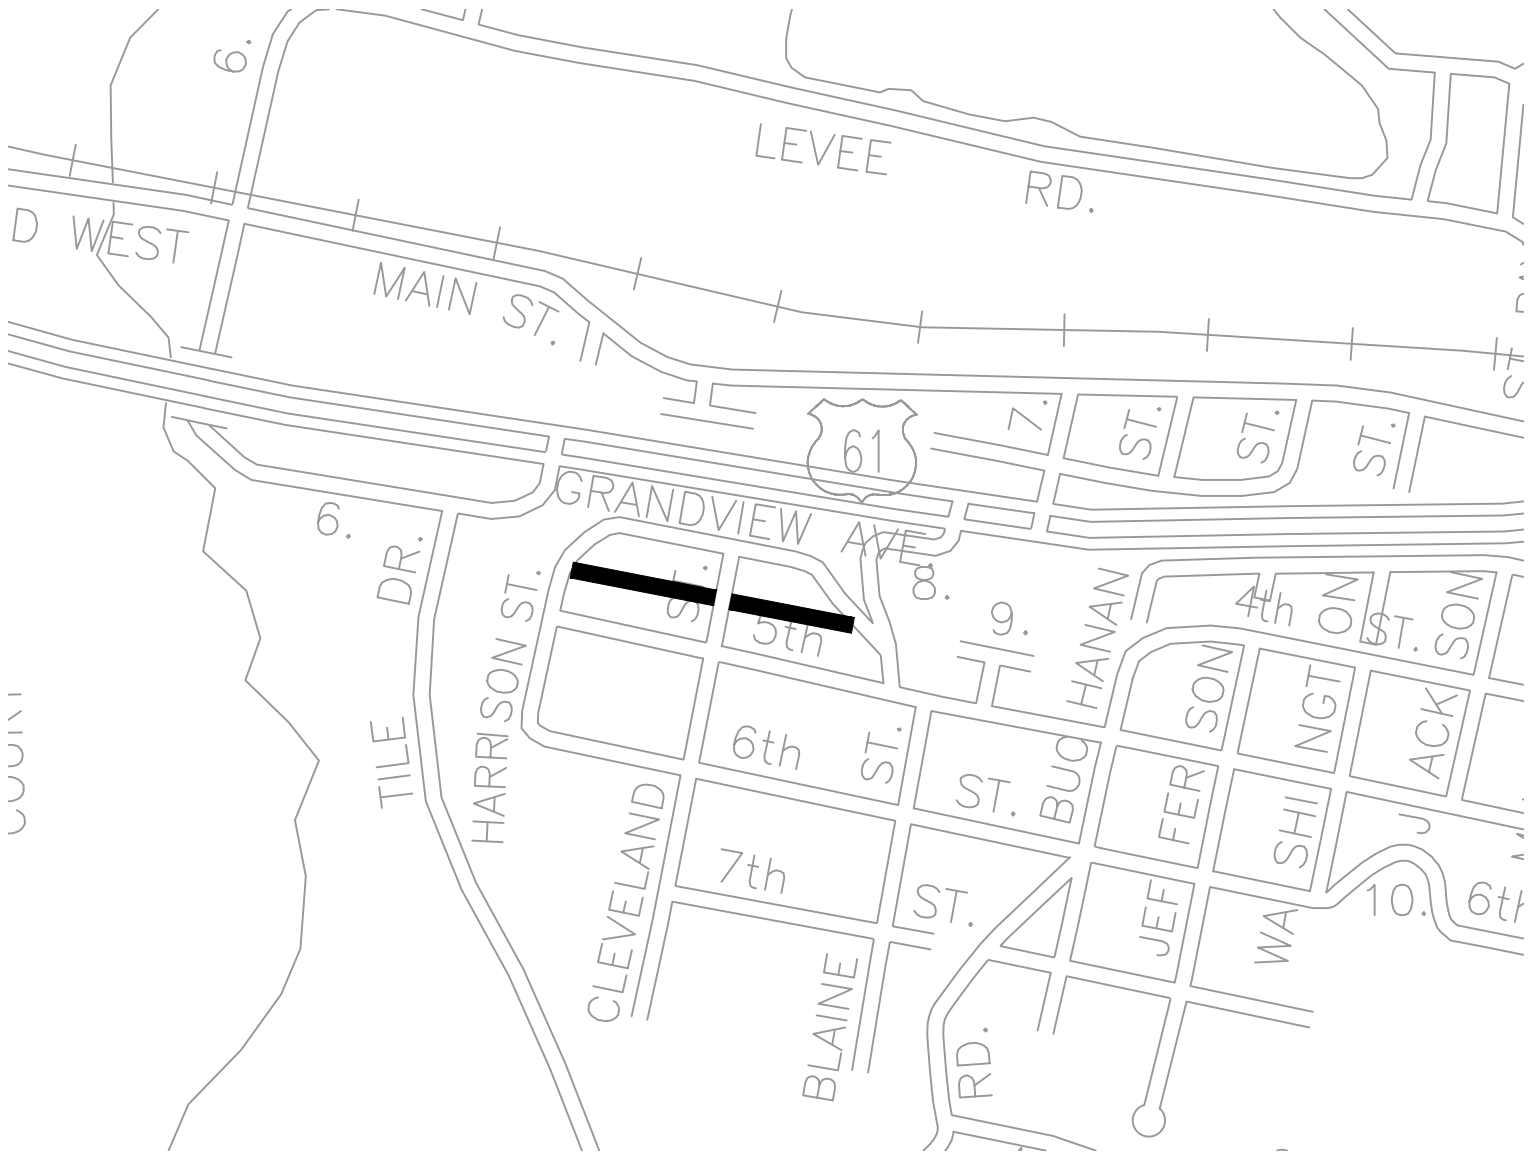 6.
LEVEE
RD.
D WEST
MAIN ST.
7.
ST.
ST.
ST.
ST
61
GRANDVIEW AVE.
6.
DR.
TILE
HARRISON ST.
ST.
5th
8.
9.
HANAN
BUC
4th
ST.
ON
NGT
SHI
WA
SON
FER
JEF
SON
ACK
J
6th
ST.
ST.
7th
ST.
CLEVELAND
BLAINE
RD.
10.
6th
COURT